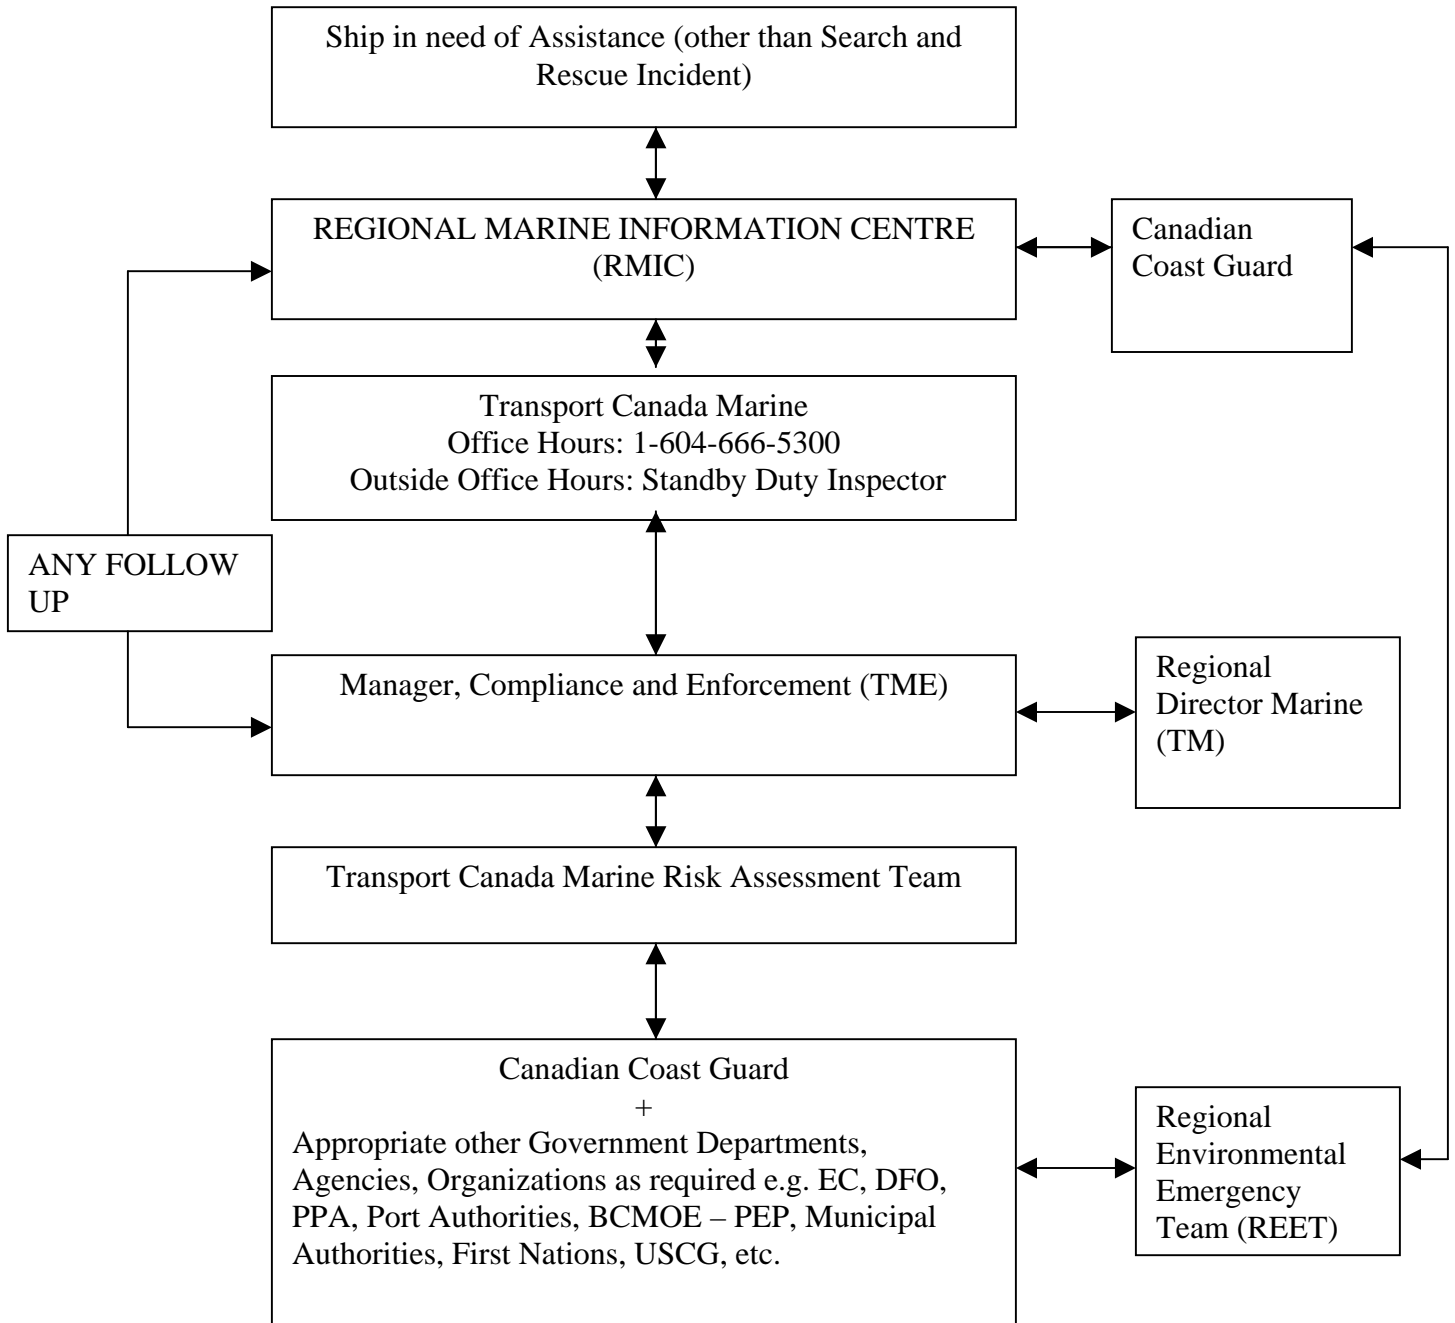 Ship in need of Assistance (other than Search and
Rescue Incident)
REGIONAL MARINE INFORMATION CENTRE
(RMIC)
Canadian
Coast Guard
Transport Canada Marine
Office Hours: 1-604-666-5300
Outside Office Hours: Standby Duty Inspector
ANY FOLLOW
UP
Manager, Compliance and Enforcement (TME)
Regional
Director Marine
(TM)
Transport Canada Marine Risk Assessment Team
Canadian Coast Guard
+
Appropriate other Government Departments,
Agencies, Organizations as required e.g. EC, DFO,
PPA, Port Authorities, BCMOE – PEP, Municipal
Authorities, First Nations, USCG, etc.
Regional
Environmental
Emergency
Team (REET)